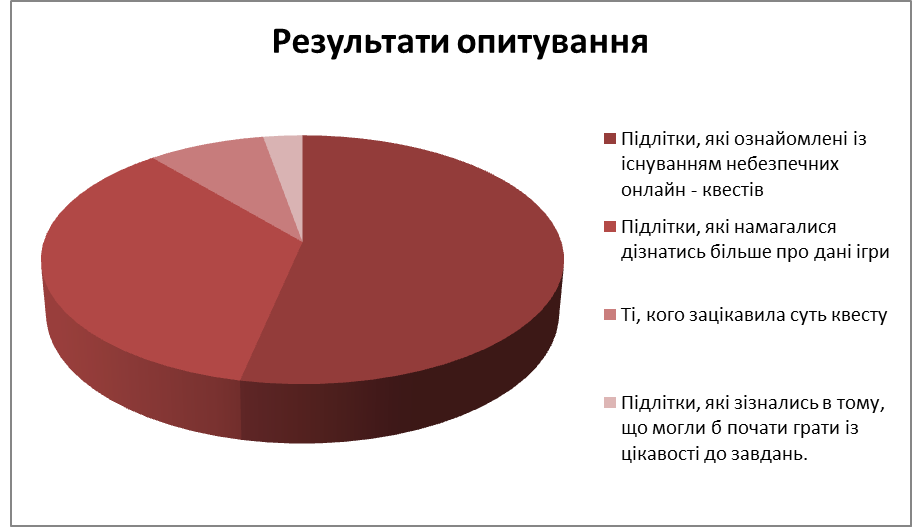 Результати опитування
Підлітки, які ознайомлені із
існуванням небезпечних
онлайн - квестів
Підлітки, які намагалися
дізнатись більше про дані ігри
Ті, кого зацікавила суть квесту
Підлітки, які зізнались в тому,
що могли б почати грати із
цікавості до завдань.